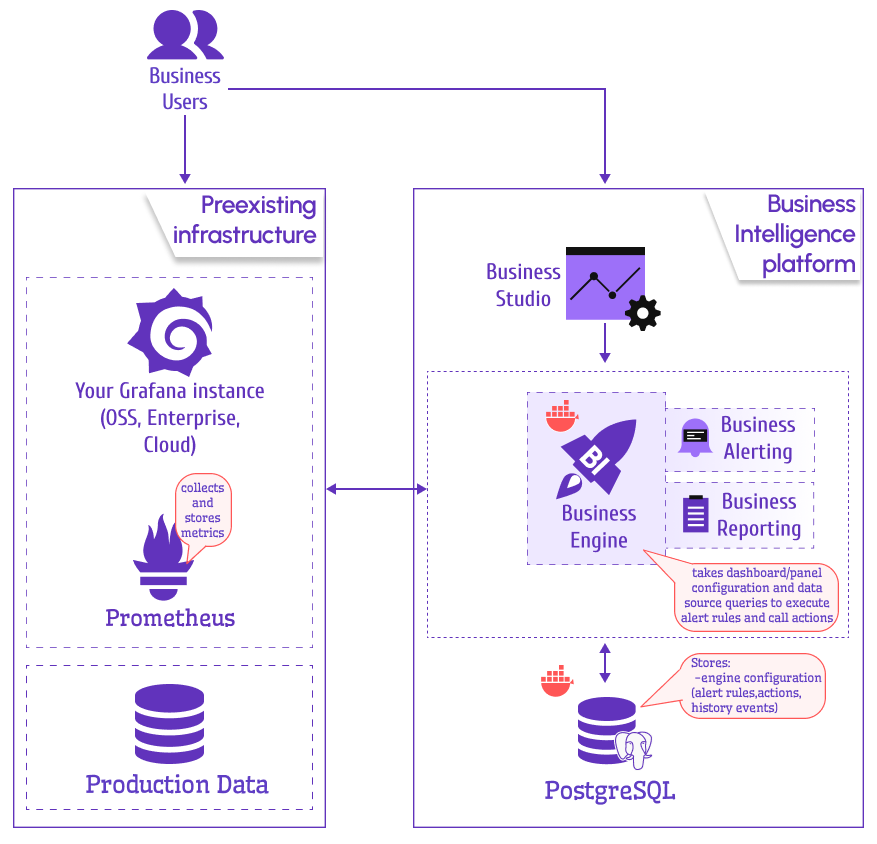 Business
Users
Preexisting
infrastructure
Your Grafana instance
(OSS, Enterprise,
Cloud)
collects
and
stores
metrics
Prometheus
Production Data
Business
Intelligence
platform
Business
Studio
BI
Business
Engine
Business
Alerting
Business
Reporting
takes dashboard/panel
configuration and data
source queries to execute
alert rules and call actions
Stores:
-engine configuration
(alert rules,actions,
history events)
PostgreSQL